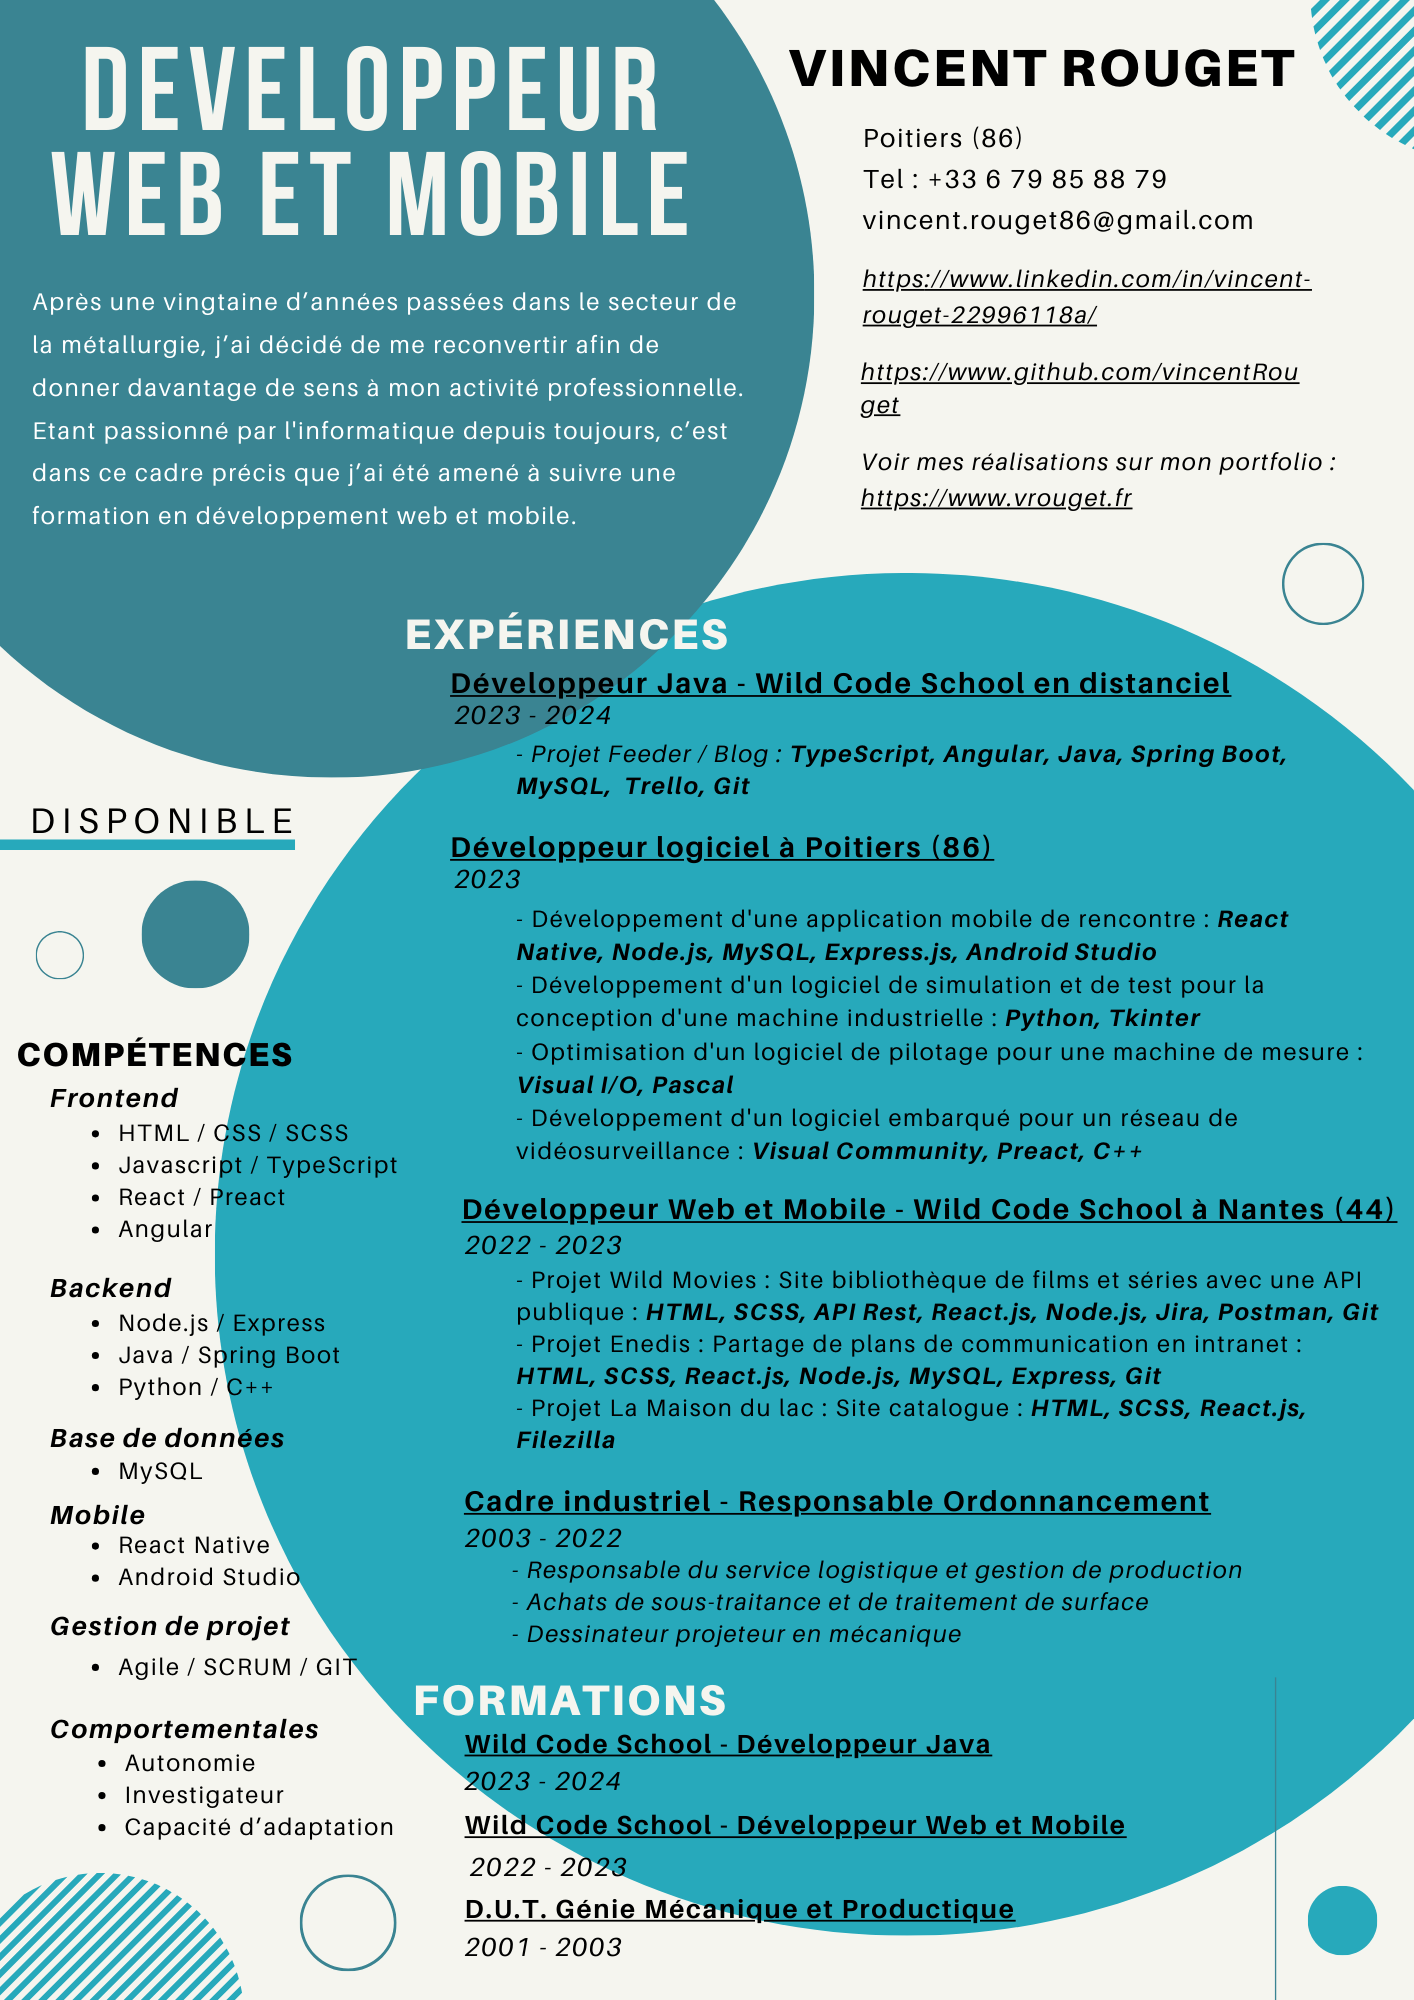 DEVELOPPEUR
WEB ET MOBILE
Après une vingtaine d’années passées dans le secteur de
la métallurgie, j’ai décidé de me reconvertir afin de
donner davantage de sens à mon activité professionnelle.
Etant passionné par l'informatique depuis toujours, c’est
dans ce cadre précis que j’ai été amené à suivre une
formation en développement web et mobile.
VINCENT ROUGET
Poitiers (86)
Tel : +33 6 79 85 88 79
vincent.rouget86@gmail.com
https://www.linkedin.com/in/vincent-
rouget-22996118a/
https://www.github.com/vincentRou
get
Voir mes réalisations sur mon portfolio :
https://www.vrouget.fr
DISPONIBLE
COMPÉTENCES
Frontend
• HTML / CSS / SCSS
• Javascript / TypeScript
• React / Preact
• Angular
Backend
• Node.js / Express
• Java / Spring Boot
• Python / C++
Base de données
• MySQL
Mobile
• React Native
• Android Studio
Gestion de projet
• Agile / SCRUM / GIT
Comportementales
• Autonomie
• Investigateur
• Capacité d’adaptation
EXPÉRIENCES
Développeur Java - Wild Code School en distanciel
2023 - 2024
- Projet Feeder / Blog : TypeScript, Angular, Java, Spring Boot,
MySQL, Trello, Git
Développeur logiciel à Poitiers (86)
2023
- Développement d'une application mobile de rencontre : React
Native, Node.js, MySQL, Express.js, Android Studio
- Développement d'un logiciel de simulation et de test pour la
conception d'une machine industrielle : Python, Tkinter
- Optimisation d'un logiciel de pilotage pour une machine de mesure :
Visual I/O, Pascal
- Développement d'un logiciel embarqué pour un réseau de
vidéosurveillance : Visual Community, Preact, C++
Développeur Web et Mobile - Wild Code School à Nantes (44)
2022 - 2023
- Projet Wild Movies : Site bibliothèque de films et séries avec une API
publique : HTML, SCSS, API Rest, React.js, Node.js, Jira, Postman, Git
- Projet Enedis : Partage de plans de communication en intranet :
HTML, SCSS, React.js, Node.js, MySQL, Express, Git
- Projet La Maison du lac : Site catalogue : HTML, SCSS, React.js,
Filezilla
Cadre industriel - Responsable Ordonnancement
2003 - 2022
- Responsable du service logistique et gestion de production
- Achats de sous-traitance et de traitement de surface
- Dessinateur projeteur en mécanique
FORMATIONS
Wild Code School - Développeur Java
2023 - 2024
Wild Code School - Développeur Web et Mobile
2022 - 2023
D.U.T. Génie Mécanique et Productique
2001 - 2003